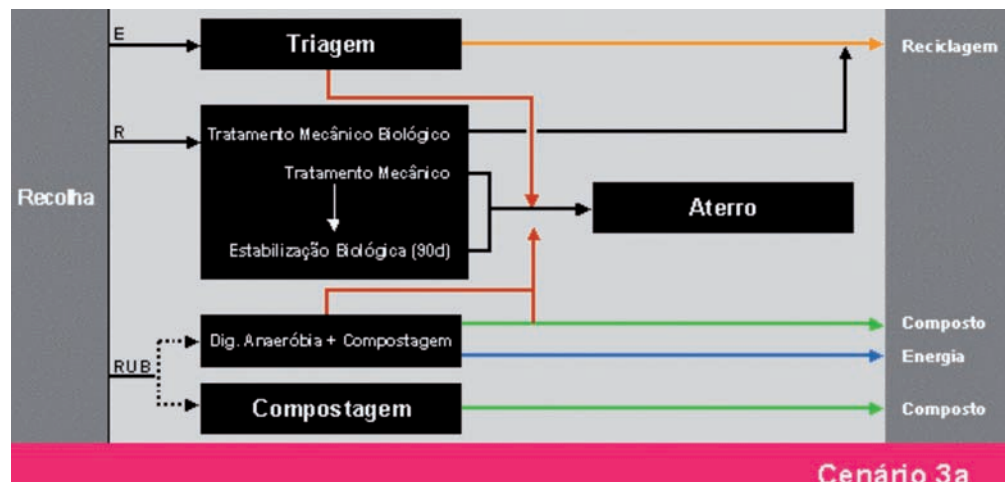 E
Triagem
Reciclagem
R
Tratamento Mecânico Biológico
Tratamento Mecânico
Recolha
Aterro
Estabilização Biológica (90d)
Dig. Anaeróbia + Compostagem
Composto
Energia
RUB
Compostagem
Composto
Cenário 3a